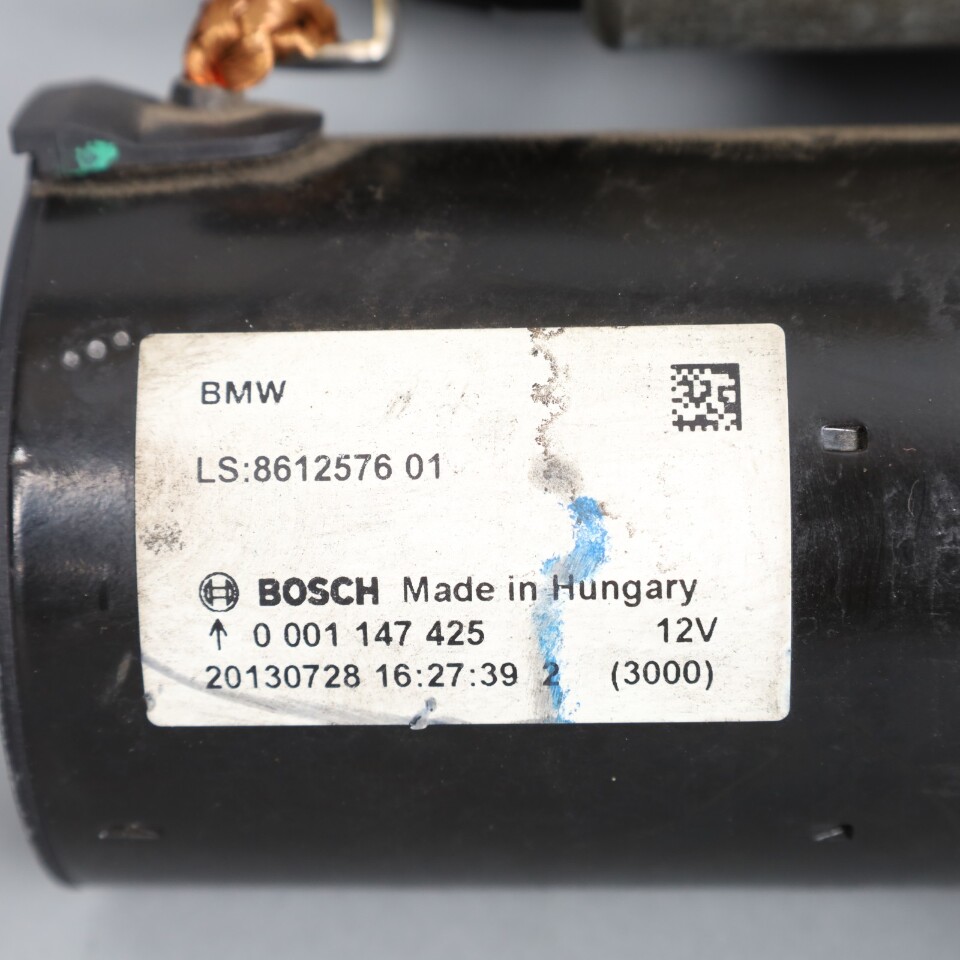 BMW
LS:8612576 01
BOSCH Made in Hungary
↑ 0 001 147 425 12V
20130728 16:27:39 2 (3000)